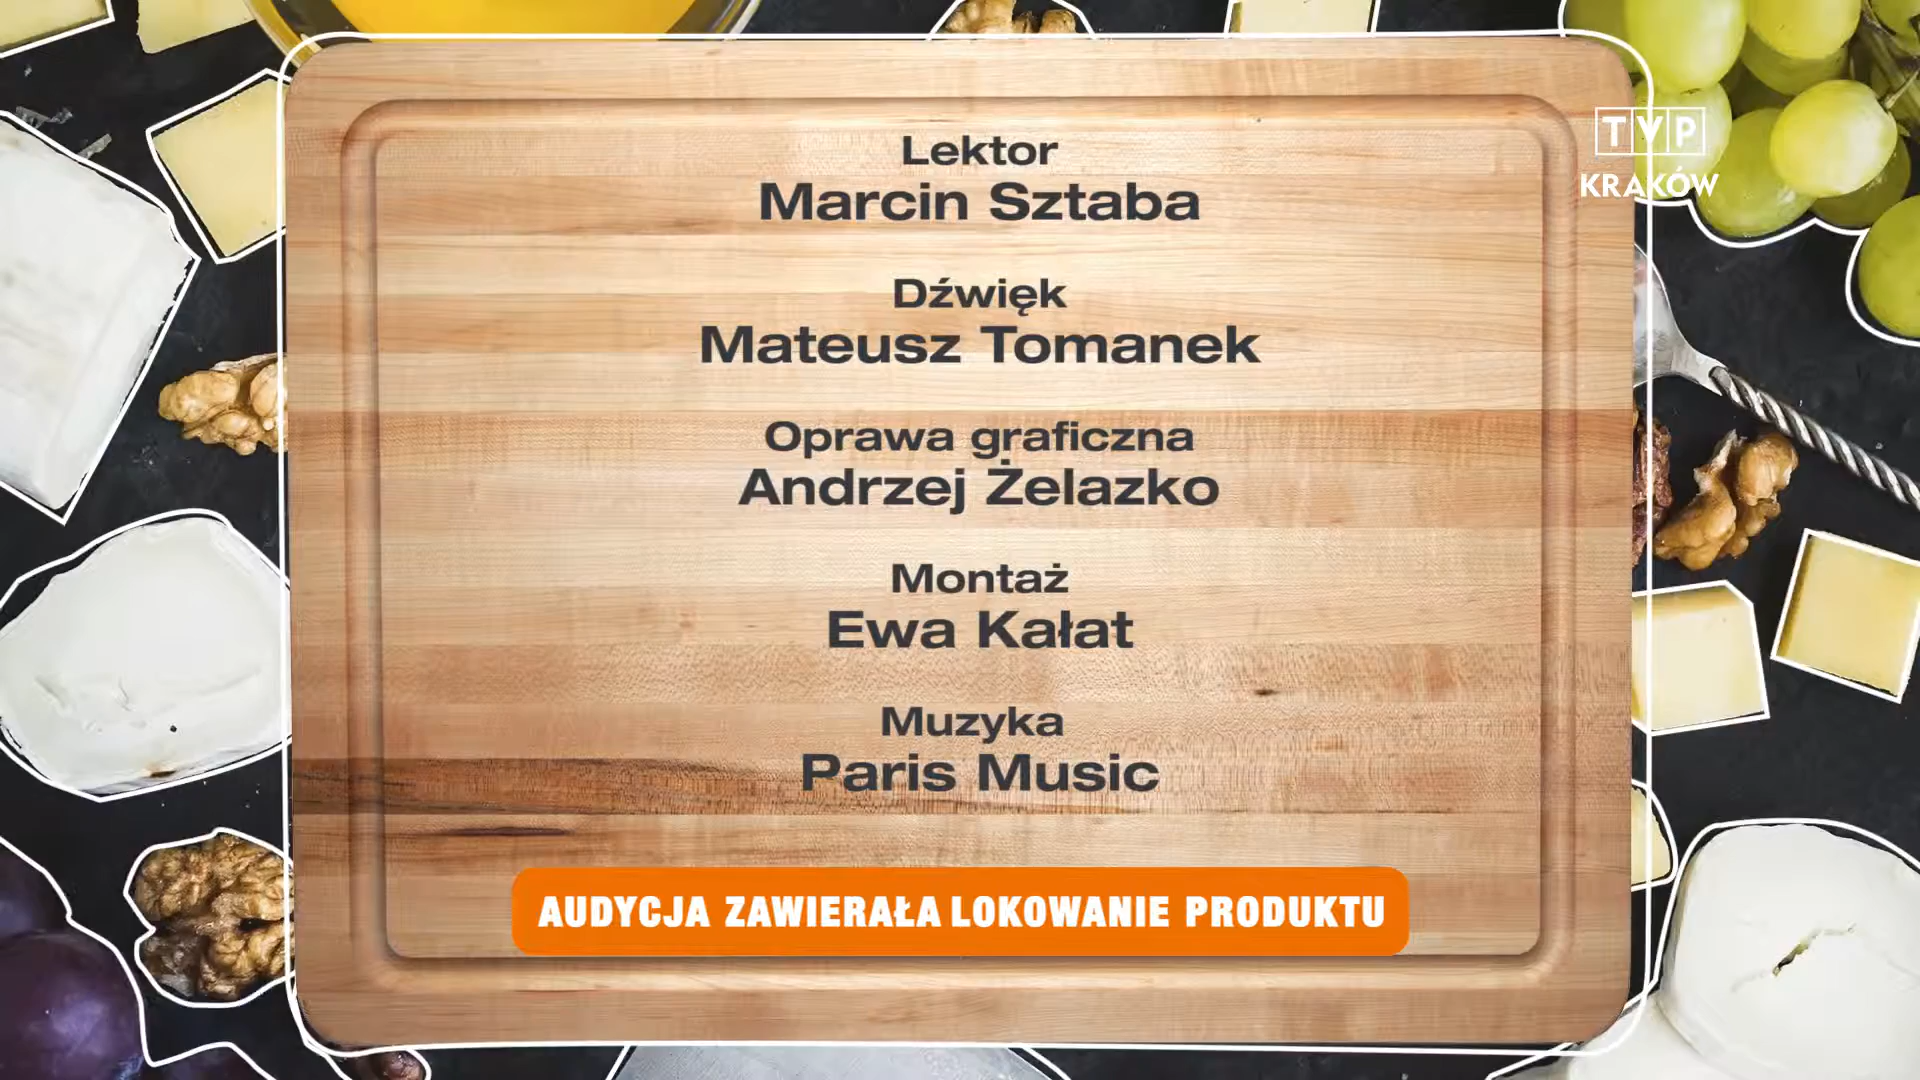 Lektor
Marcin Sztaba
TVP
KRAKÓW
Dźwięk
Mateusz Tomanek
Oprawa graficzna
Andrzej Żelazko
Montaż
Ewa Kałat
Muzyka
Paris Music
AUDYCJA ZAWIERAŁA LOKOWANIE PRODUKTU